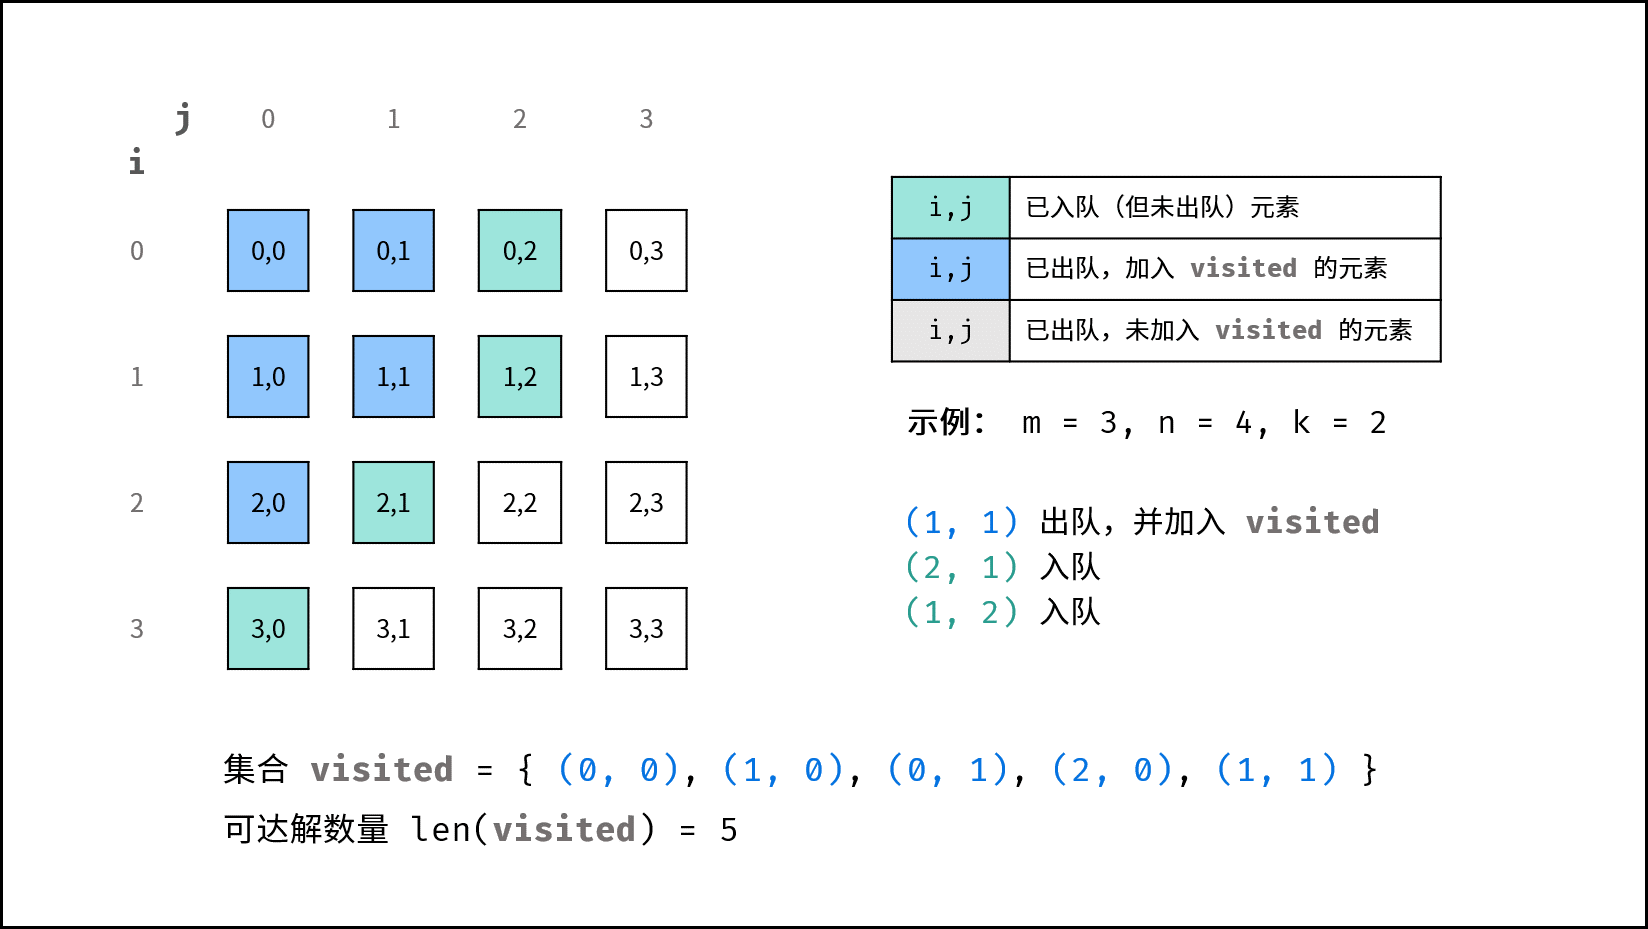 j 0 1 2 3
i
0 0,0 0,1 0,2 0,3
1 1,0 1,1 1,2 1,3
2 2,0 2,1 2,2 2,3
3 3,0 3,1 3,2 3,3
i,j 已入队（但未出队）元素
i,j 已出队，加入 visited 的元素
i,j 已出队，未加入 visited 的元素
示例： m = 3, n = 4, k = 2
(1, 1) 出队，并加入 visited
(2, 1) 入队
(1, 2) 入队
集合 visited = { (0, 0), (1, 0), (0, 1), (2, 0), (1, 1) }
可达解数量 len(visited) = 5